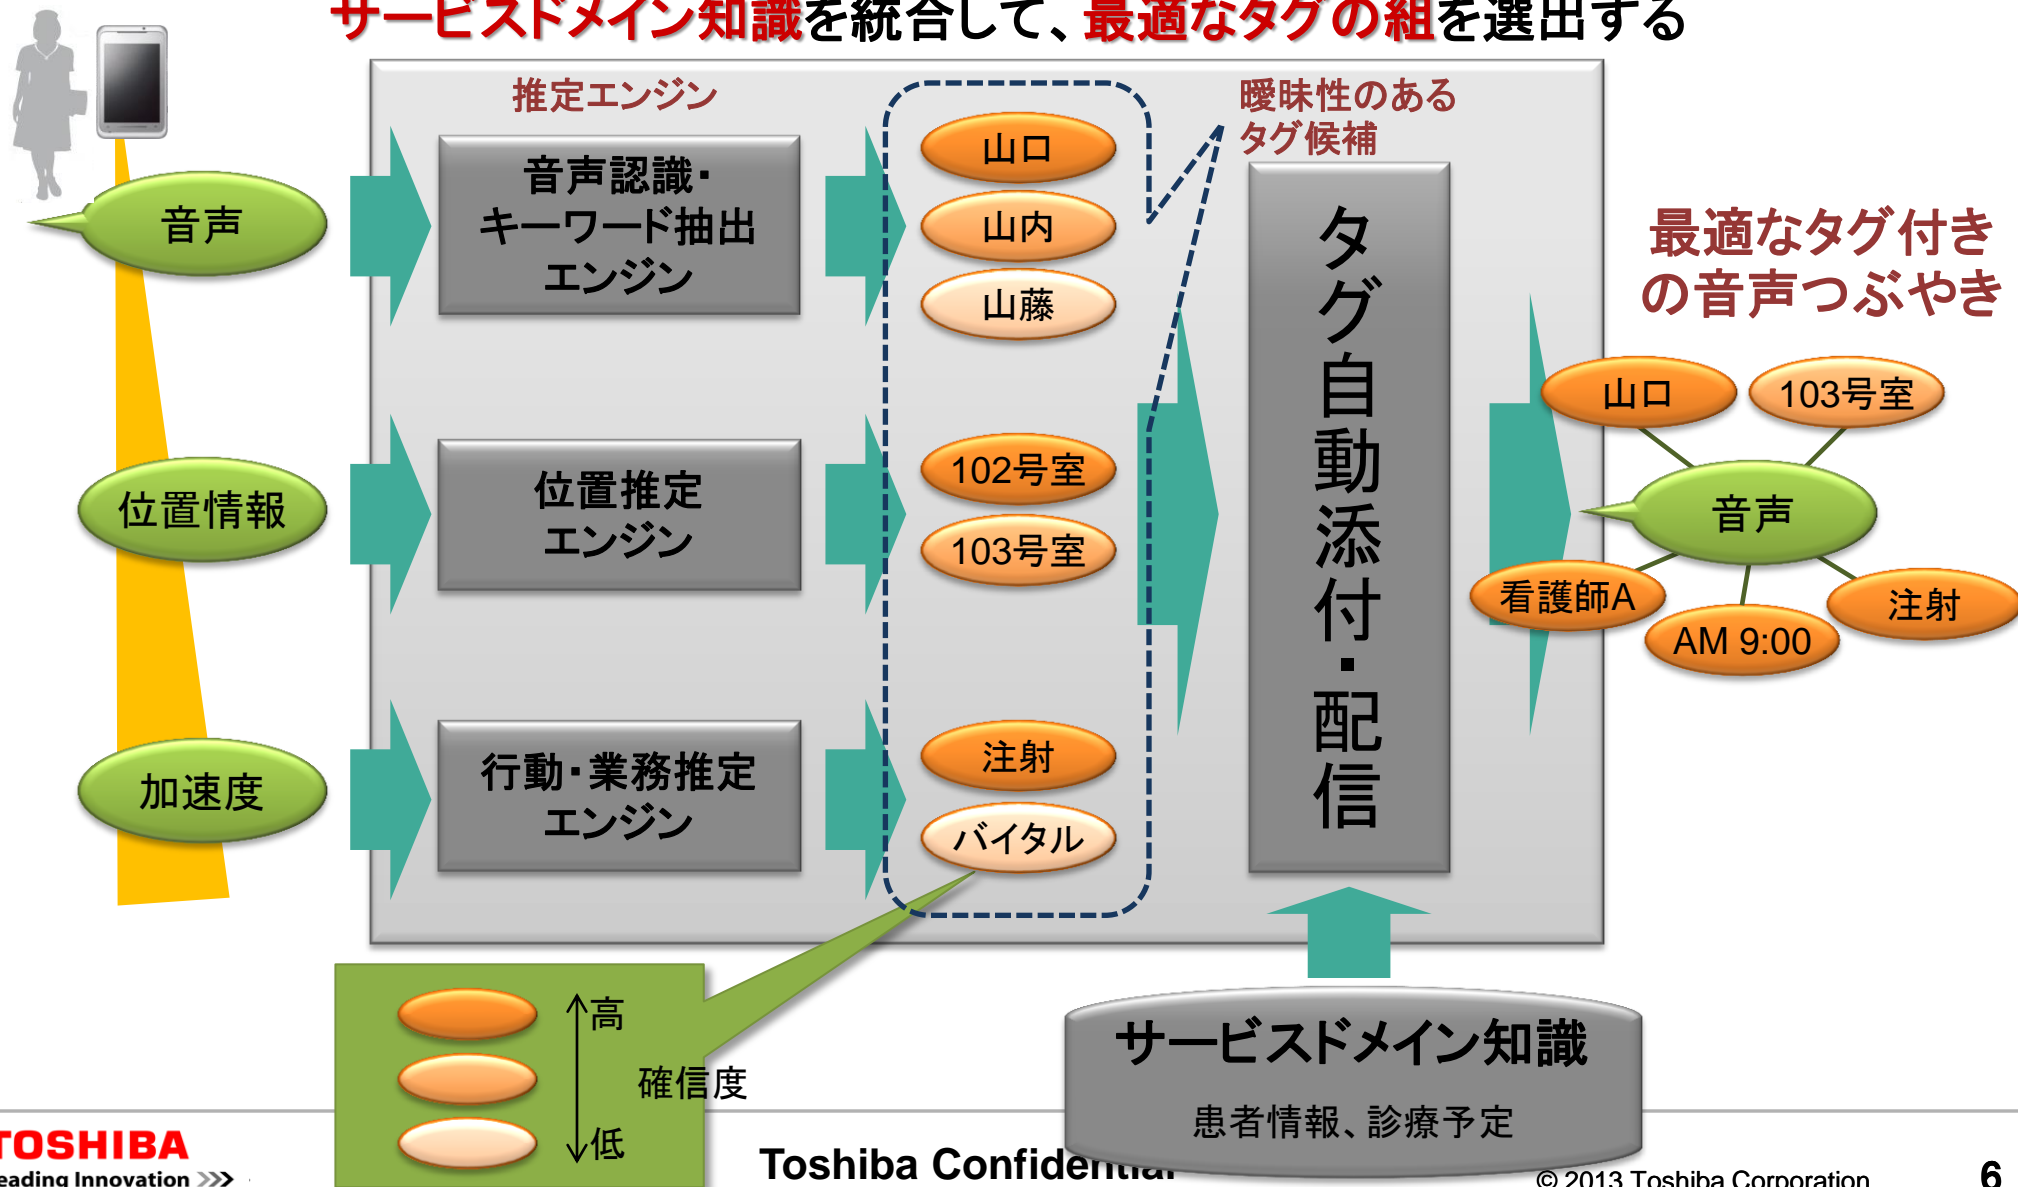 サービスドメイン知識を統合して、最適なタグの組を選出する
推定エンジン
曖昧性のある
タグ候補
音声
音声認識・
キーワード抽出
エンジン
山口
山内
山藤
位置情報
位置推定
エンジン
102号室
103号室
加速度
行動・業務推定
エンジン
注射
バイタル
タグ自動添付・配信
最適なタグ付き
の音声つぶやき
山口
103号室
音声
看護師A
AM 9:00
注射
高
確信度
低
サービスドメイン知識
患者情報、診療予定
TOSHIBA
Leading Innovation >>>
Toshiba Confidential
© 2013 Toshiba Corporation
6